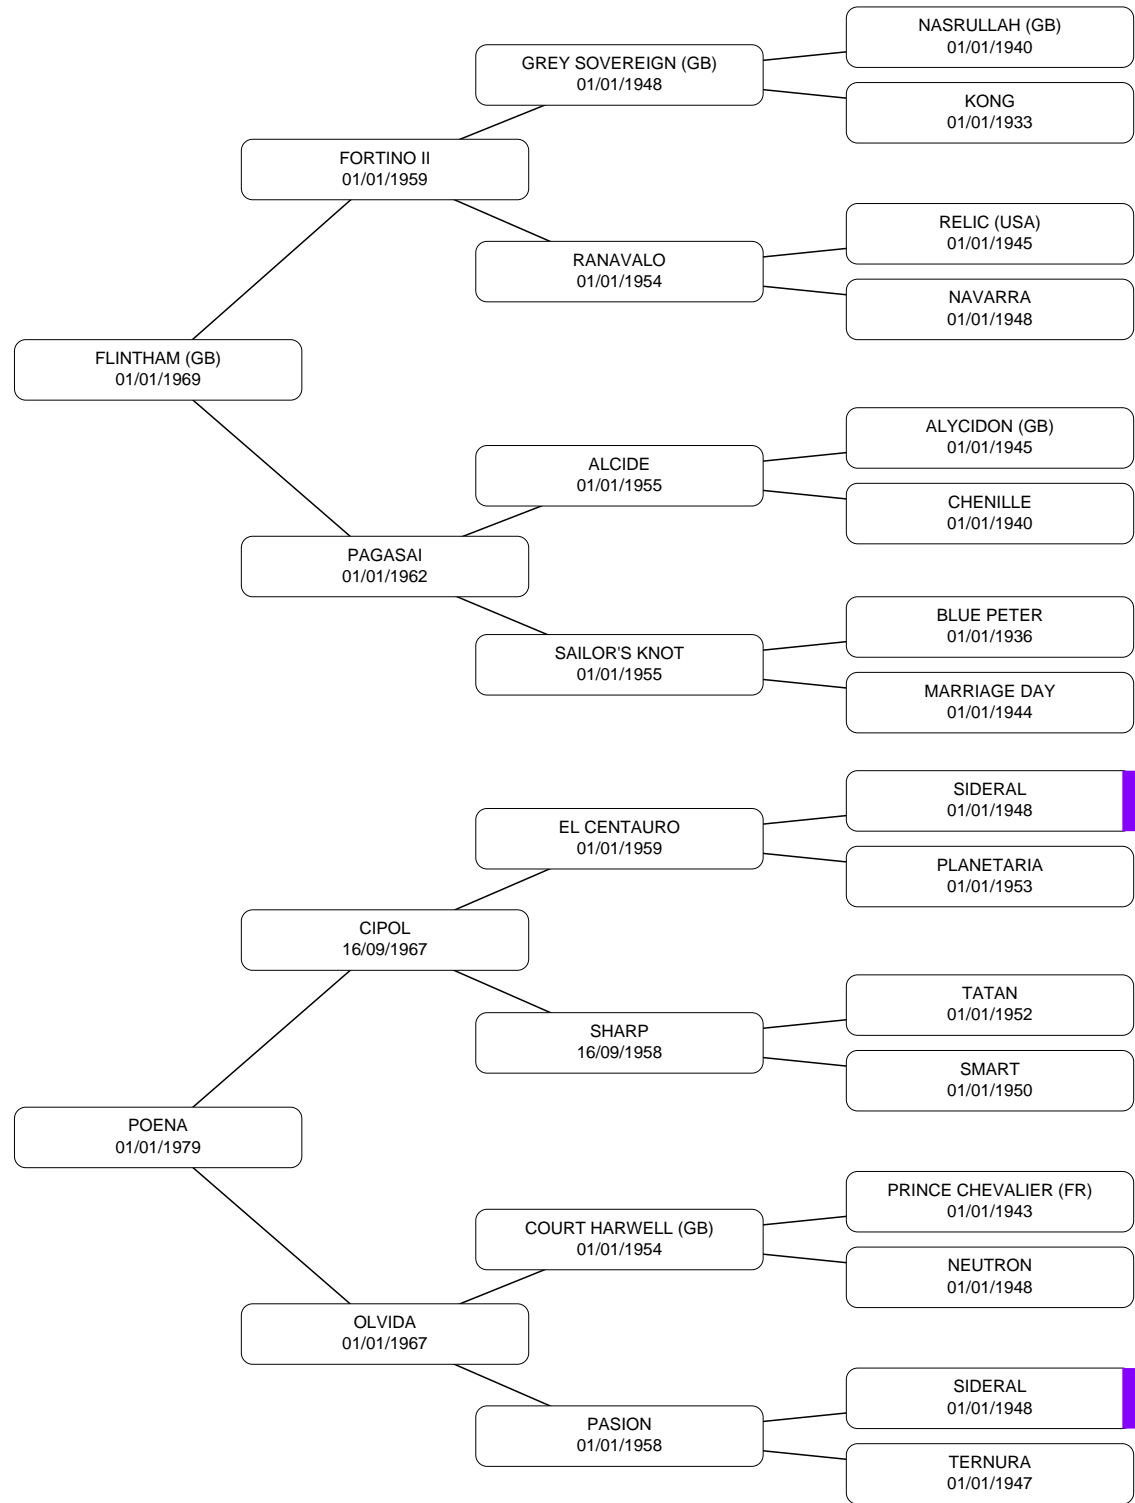 NASRULLAH (GB)
01/01/1940
GREY SOVEREIGN (GB)
01/01/1948
KONG
01/01/1933
FORTINO II
01/01/1959
RELIC (USA)
01/01/1945
RANAVALO
01/01/1954
NAVARRA
01/01/1948
FLINTHAM (GB)
01/01/1969
ALYCIDON (GB)
01/01/1945
ALCIDE
01/01/1955
CHENILLE
01/01/1940
PAGASAI
01/01/1962
BLUE PETER
01/01/1936
SAILOR'S KNOT
01/01/1955
MARRIAGE DAY
01/01/1944
SIDERAL
01/01/1948
EL CENTAURO
01/01/1959
PLANETARIA
01/01/1953
CIPOL
16/09/1967
TATAN
01/01/1952
SHARP
16/09/1958
SMART
01/01/1950
POENA
01/01/1979
PRINCE CHEVALIER (FR)
01/01/1943
COURT HARWELL (GB)
01/01/1954
NEUTRON
01/01/1948
OLVIDA
01/01/1967
SIDERAL
01/01/1948
PASION
01/01/1958
TERNURA
01/01/1947